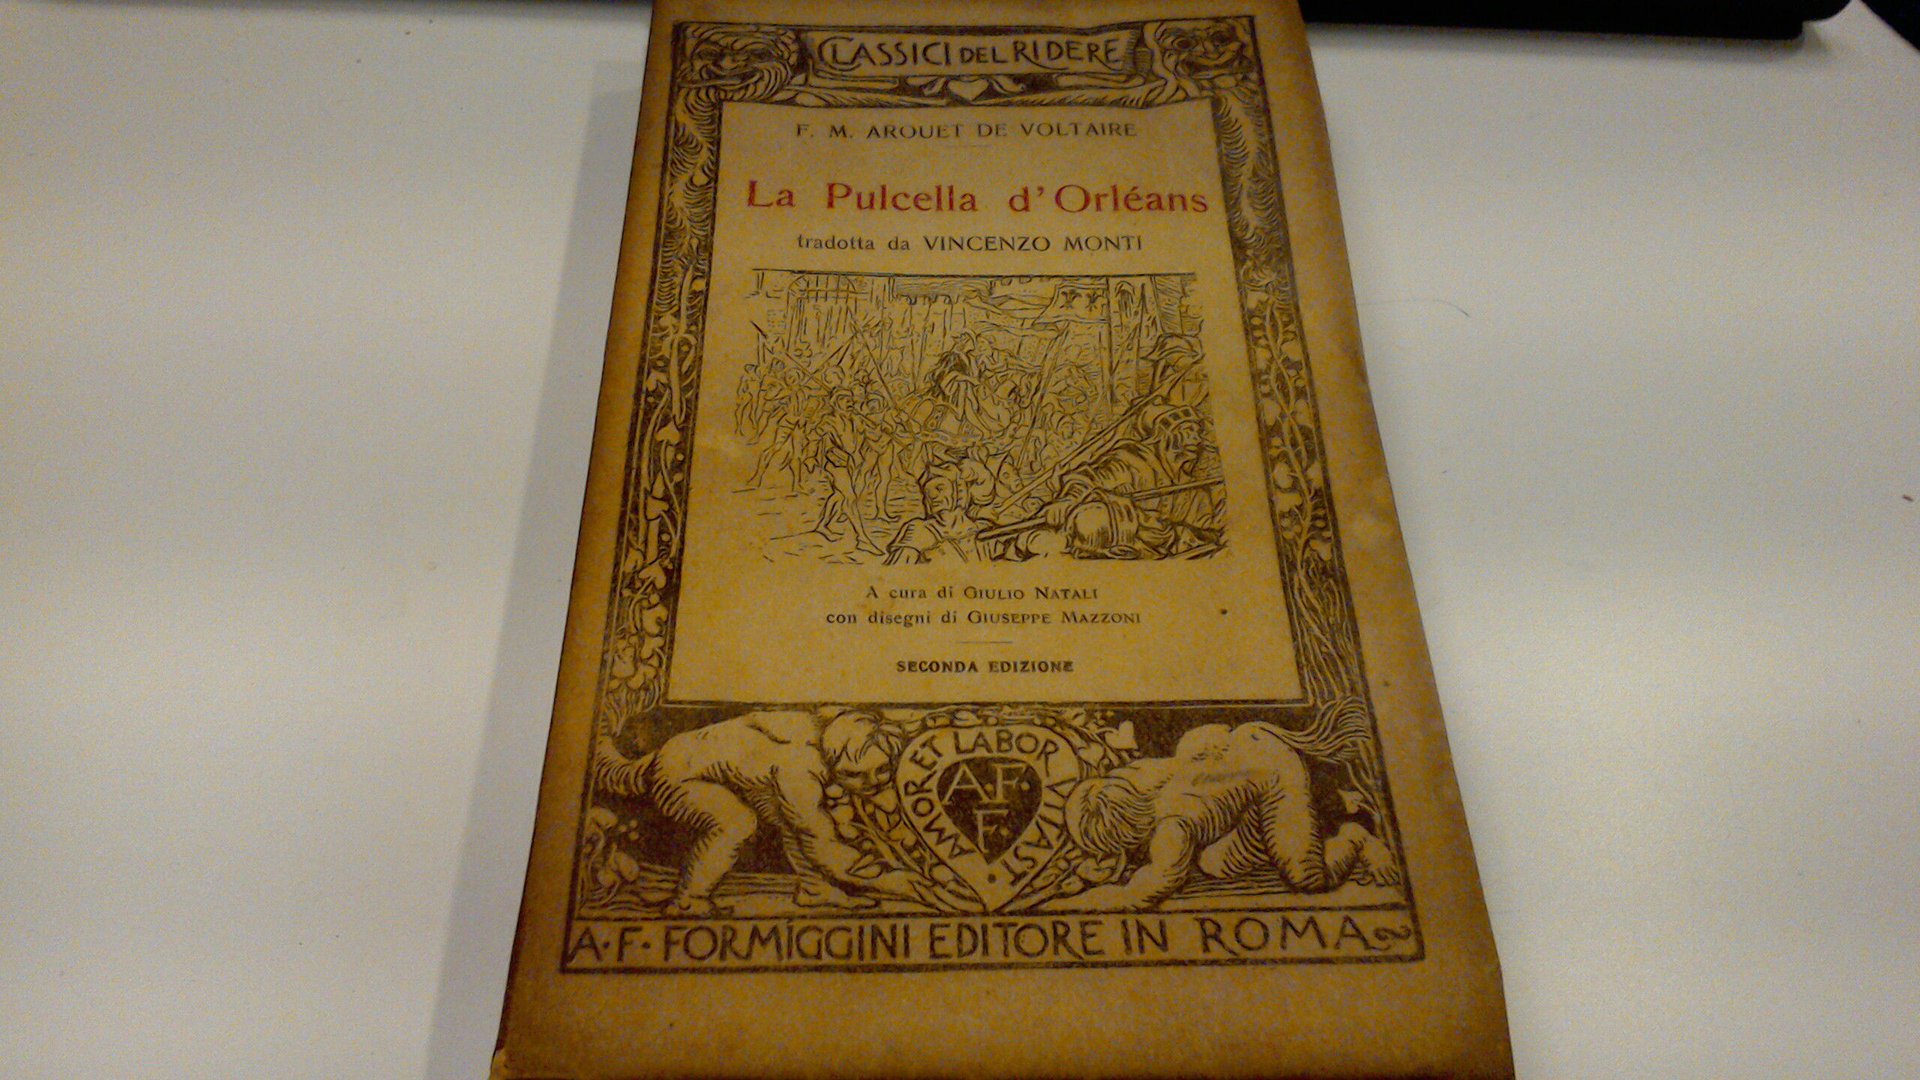 CLASSICI DEL RIDERE
F. M. AROUET DE VOLTAIRE
La Pulcella d'Orléans
tradotta da VINCENZO MONTI
A cura di GIULIO NATALI
con disegni di GIUSEPPE MAZZONI
SECONDA EDIZIONE
AMOR ET LABOR VITAST
A.F.
F.
A·F·FORMIGGINI EDITORE IN ROMA